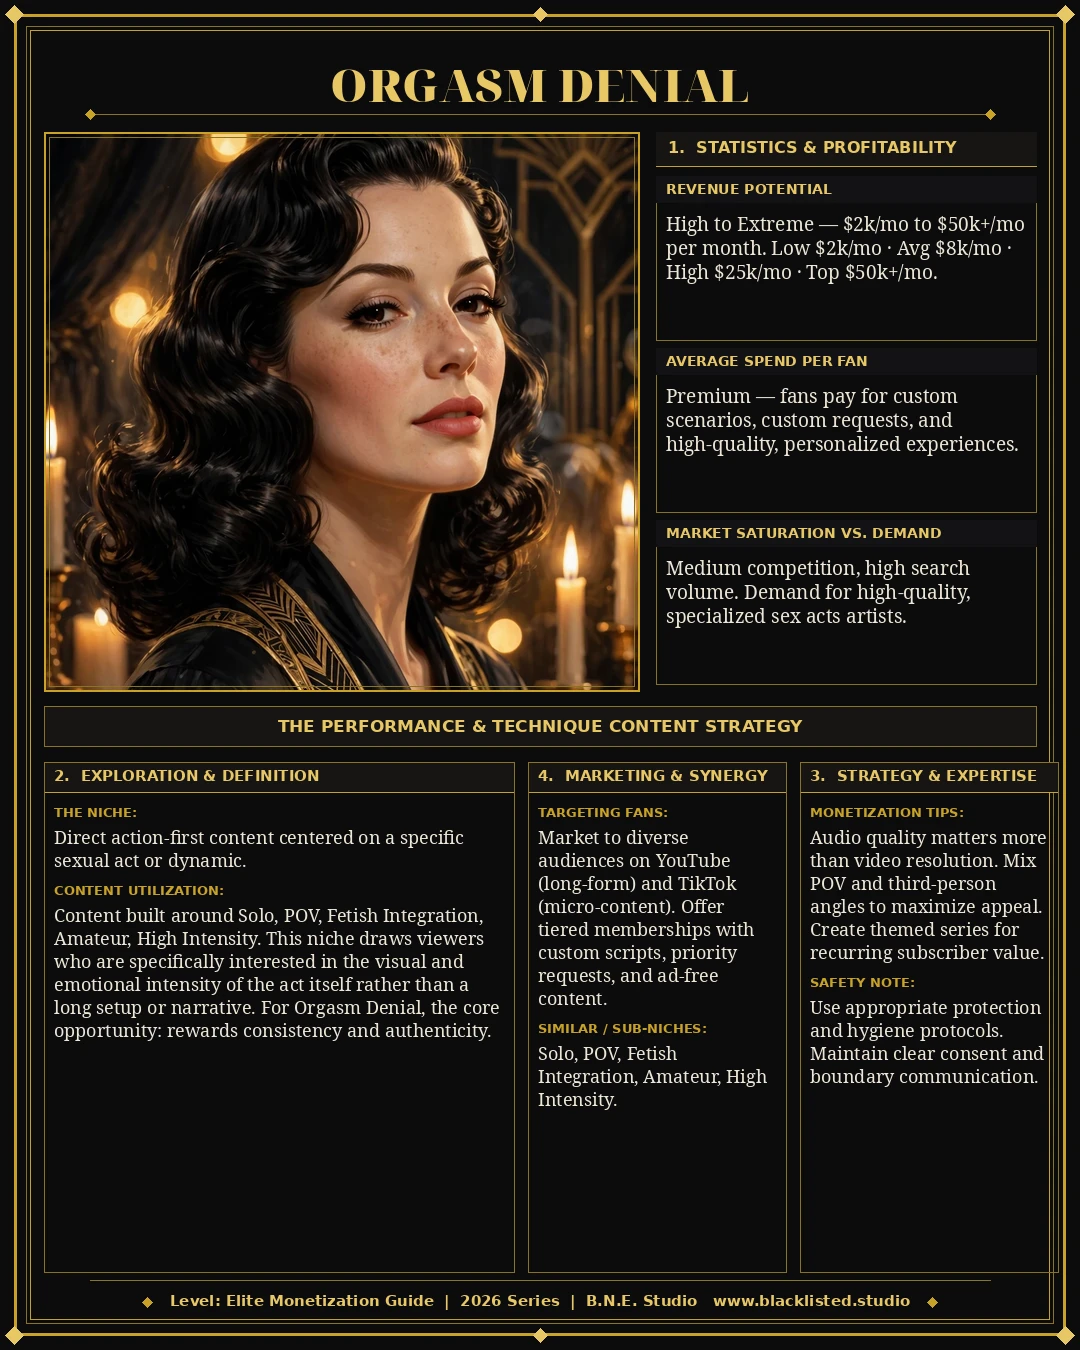 ORGASM DENIAL
1. STATISTICS & PROFITABILITY
REVENUE POTENTIAL
High to Extreme — $2k/mo to $50k+/mo
per month. Low $2k/mo · Avg $8k/mo ·
High $25k/mo · Top $50k+/mo.
AVERAGE SPEND PER FAN
Premium — fans pay for custom
scenarios, custom requests, and
high-quality, personalized experiences.
MARKET SATURATION VS. DEMAND
Medium competition, high search
volume. Demand for high-quality,
specialized sex acts artists.
THE PERFORMANCE & TECHNIQUE CONTENT STRATEGY
2. EXPLORATION & DEFINITION
THE NICHE:
Direct action-first content centered on a specific
sexual act or dynamic.
CONTENT UTILIZATION:
Content built around Solo, POV, Fetish Integration,
Amateur, High Intensity. This niche draws viewers
who are specifically interested in the visual and
emotional intensity of the act itself rather than a
long setup or narrative. For Orgasm Denial, the core
opportunity: rewards consistency and authenticity.
4. MARKETING & SYNERGY
TARGETING FANS:
Market to diverse
audiences on YouTube
(long-form) and TikTok
(micro-content). Offer
tiered memberships with
custom scripts, priority
requests, and ad-free
content.
SIMILAR / SUB-NICHES:
Solo, POV, Fetish
Integration, Amateur, High
Intensity.
3. STRATEGY & EXPERTISE
MONETIZATION TIPS:
Audio quality matters more
than video resolution. Mix
POV and third-person
angles to maximize appeal.
Create themed series for
recurring subscriber value.
SAFETY NOTE:
Use appropriate protection
and hygiene protocols.
Maintain clear consent and
boundary communication.
Level: Elite Monetization Guide | 2026 Series | B.N.E. Studio www.blacklisted.studio